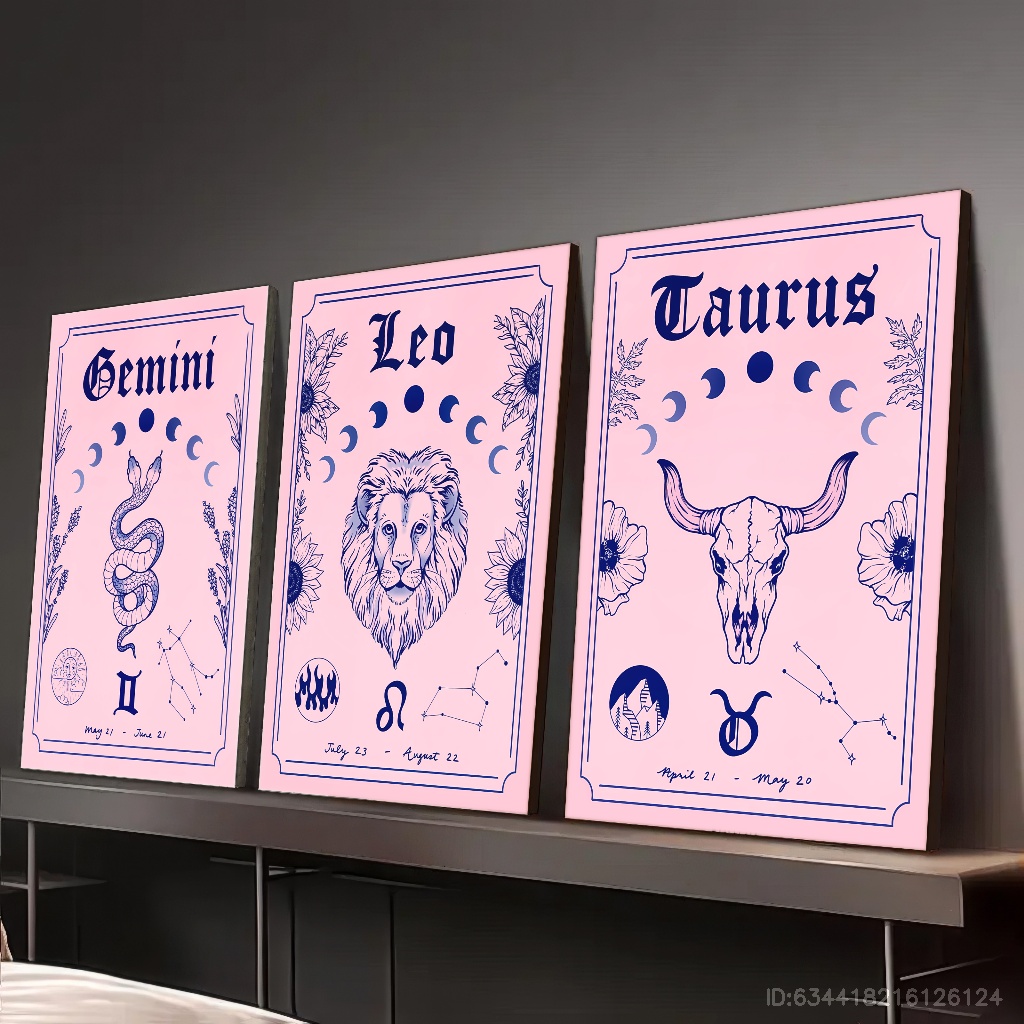 Gemini
May 21 - June 21
Leo
July 23 - August 22
Taurus
April 21 - May 20
ID:634418216126124